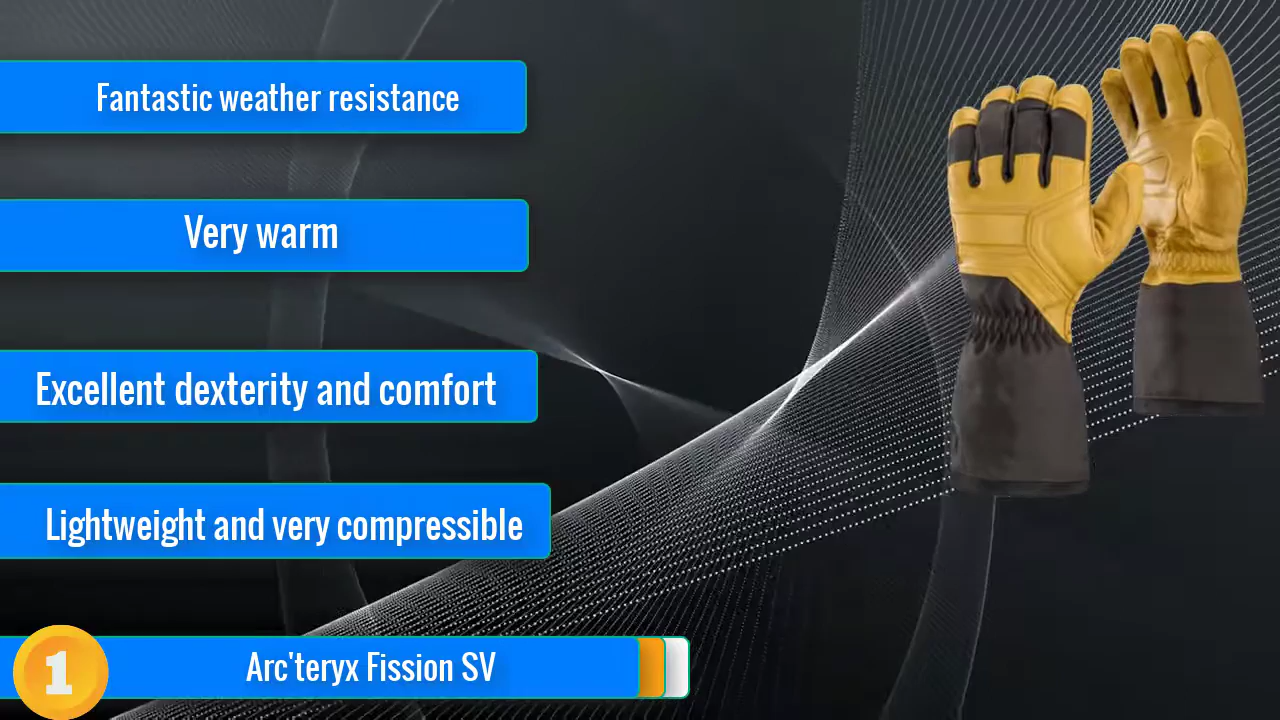 Fantastic weather resistance
Very warm
Excellent dexterity and comfort
Lightweight and very compressible
1
Arc'teryx Fission SV